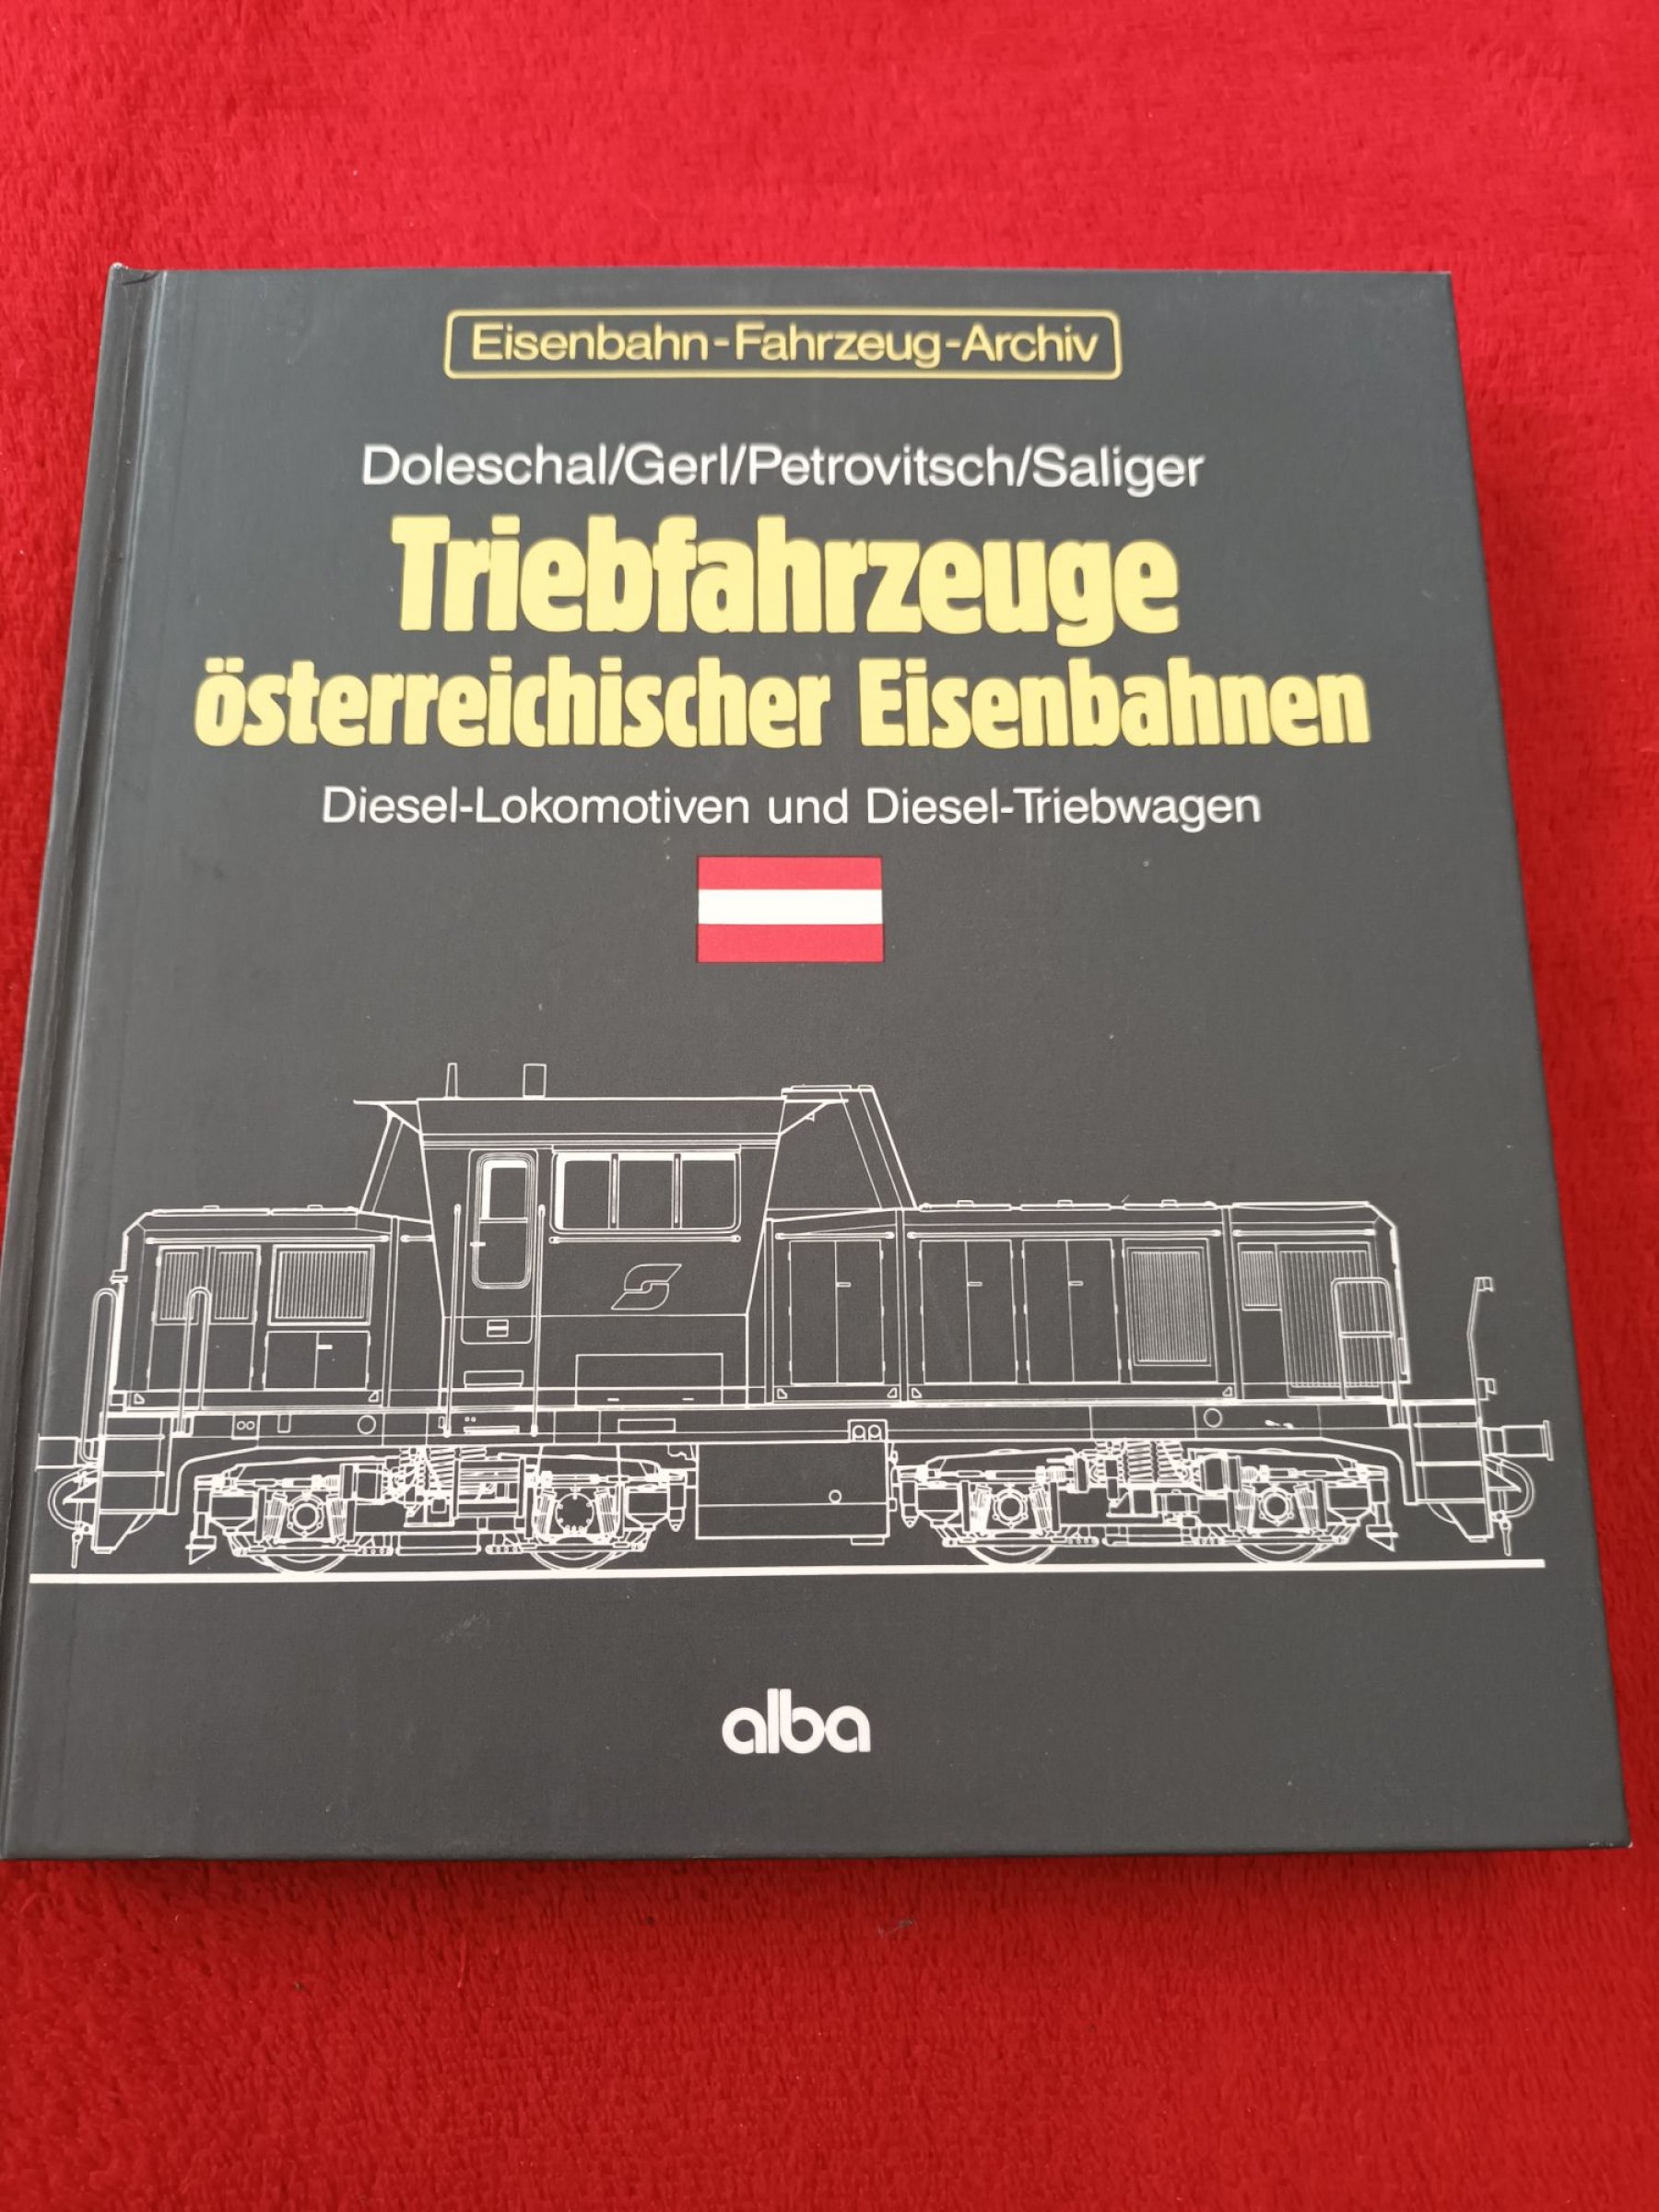 Eisenbahn-Fahrzeug-Archiv
Doleschal/Gerl/Petrovitsch/Saliger
Triebfahrzeuge
österreichischer Eisenbahnen
Diesel-Lokomotiven und Diesel-Triebwagen
alba